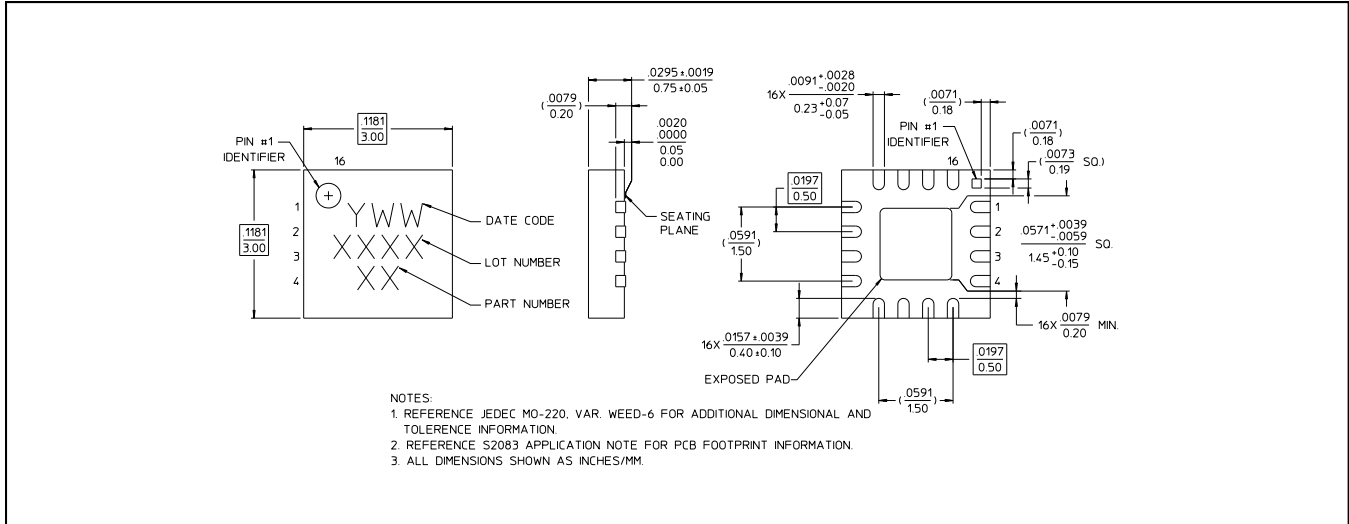 .1181
3.00
PIN #1
IDENTIFIER
16
.1181
3.00
1
2
3
4
YWW
XXXX
XX
DATE CODE
LOT NUMBER
PART NUMBER
.0295±.0019
0.75±0.05
(.0079
0.20)
.0020
.0000
0.05
0.00
SEATING
PLANE
16X .0091+.0028
-.0020
0.23+0.07
-0.05
(.0071
0.18)
PIN #1
IDENTIFIER
16
(.0071
0.18)
(.0073
0.19 SQ.)
.0197
0.50
(.0591
1.50)
1
2
3
4
.0571+.0039
-.0059
1.45+0.10
-0.15 SQ.
16X .0157±.0039
0.40±0.10
16X .0079
0.20 MIN.
.0197
0.50
EXPOSED PAD
(.0591
1.50)
NOTES:
1. REFERENCE JEDEC MO-220, VAR. WEED-6 FOR ADDITIONAL DIMENSIONAL AND
TOLERENCE INFORMATION.
2. REFERENCE S2083 APPLICATION NOTE FOR PCB FOOTPRINT INFORMATION.
3. ALL DIMENSIONS SHOWN AS INCHES/MM.